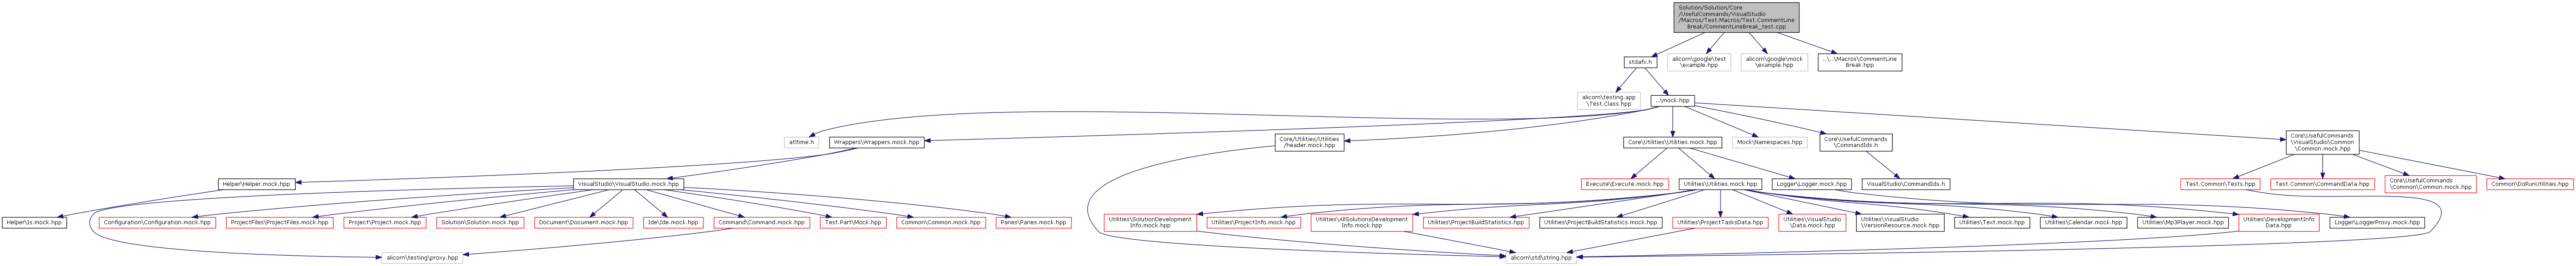 Solution/Solution/Core
/UsefulCommands/VisualStudio
/Macros/Test.Macros/Test.CommentLine
Break/CommentLineBreak_test.cpp
stdafx.h
alicorn\google\test
\example.hpp
alicorn\google\mock
\example.hpp
..\..\Macros\CommentLine
Break.hpp
alicorn\testing.app
\Test.Class.hpp
..\mock.hpp
atltime.h
Wrappers\Wrappers.mock.hpp
Core/Utilities/Utilities
/header.mock.hpp
Core\Utilities\Utilities.mock.hpp
Mock\Namespaces.hpp
Core\UsefulCommands
\CommandIds.h
Core\UsefulCommands
\VisualStudio\Common
\Common.mock.hpp
Helper\Helper.mock.hpp
VisualStudio\VisualStudio.mock.hpp
Execute\Execute.mock.hpp
Utilities\Utilities.mock.hpp
Logger\Logger.mock.hpp
VisualStudio\CommandIds.h
Test.Common\Tests.hpp
Test.Common\CommandData.hpp
Core\UsefulCommands
\Common\Common.mock.hpp
Common\DoRunUtilities.hpp
Helper\Is.mock.hpp
Configuration\Configuration.mock.hpp
ProjectFiles\ProjectFiles.mock.hpp
Project\Project.mock.hpp
Solution\Solution.mock.hpp
Document\Document.mock.hpp
Ide\Ide.mock.hpp
Command\Command.mock.hpp
Test.Part\Mock.hpp
Common\Common.mock.hpp
Panes\Panes.mock.hpp
Utilities\SolutionDevelopment
Info.mock.hpp
Utilities\ProjectInfo.mock.hpp
Utilities\AllSolutionsDevelopment
Info.mock.hpp
Utilities\ProjectBuildStatistics.hpp
Utilities\ProjectBuildStatistics.mock.hpp
Utilities\ProjectTasksData.hpp
Utilities\VisualStudio
\Data.mock.hpp
Utilities\VisualStudio
\VersionResource.mock.hpp
Utilities\Text.mock.hpp
Utilities\Calendar.mock.hpp
Utilities\Mp3Player.mock.hpp
Utilities\DevelopmentInfo
Data.hpp
Logger\LoggerProxy.mock.hpp
alicorn\testing\proxy.hpp
alicorn\std\string.hpp